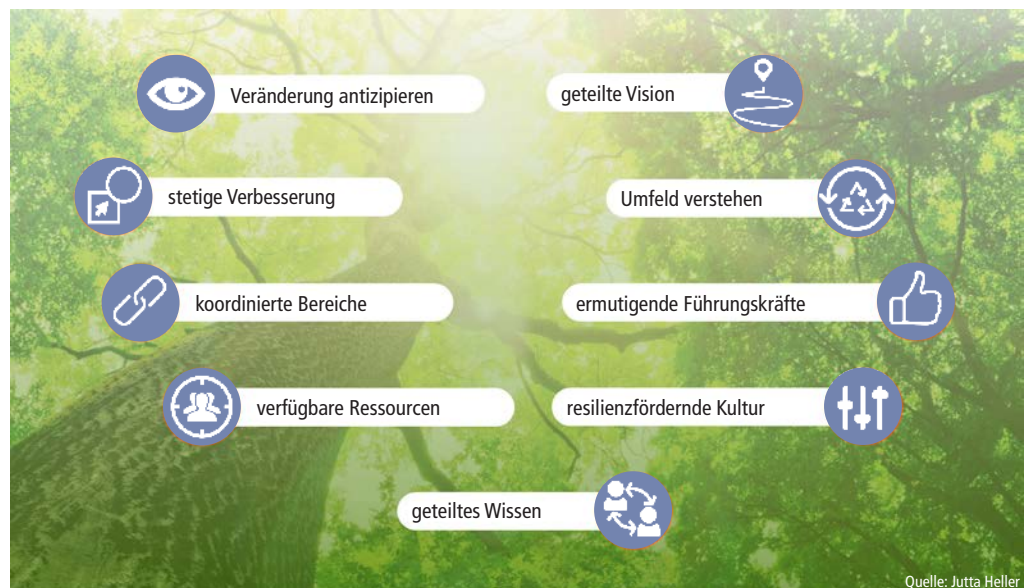 Veränderung antizipieren
geteilte Vision
stetige Verbesserung
Umfeld verstehen
koordinierte Bereiche
ermutigende Führungskräfte
verfügbare Ressourcen
resilienzfördernde Kultur
geteiltes Wissen
Quelle: Jutta Heller